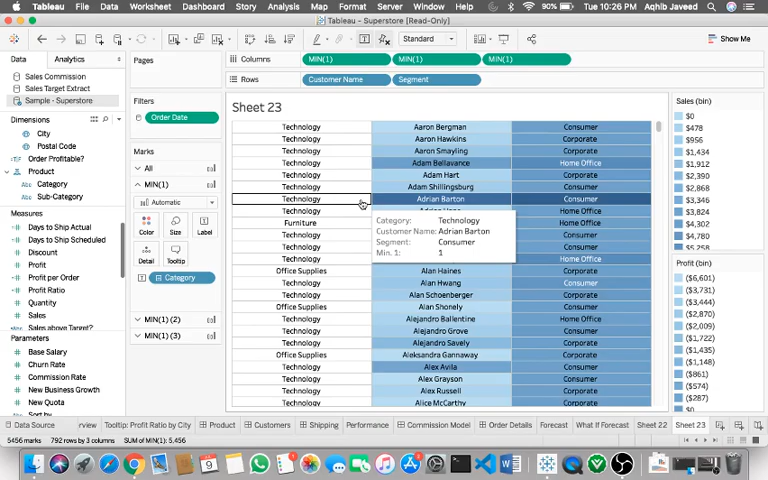 Tableau File Data Worksheet Dashboard Story Analysis Map Format Server Window Help 90% Tue 10:26 PM Aqhib Javeed
Tableau - Superstore [Read-Only]
Standard Show Me
Data Analytics
Sales Commission
Sales Target Extract
Sample - Superstore
Dimensions
City
Postal Code
Order Profitable?
Product
Category
Sub-Category
Measures
Days to Ship Actual
Days to Ship Scheduled
Discount
Profit
Profit per Order
Profit Ratio
Quantity
Sales
Sales above Target?
Parameters
Base Salary
Churn Rate
Commission Rate
New Business Growth
New Quota
Sort by
Pages
Filters
Order Date
Marks
All
MIN(1)
Automatic
Color Size Label
Detail Tooltip
Category
MIN(1) (2)
MIN(1) (3)
Columns MIN(1) MIN(1) MIN(1)
Rows Customer Name Segment
Sheet 23
Technology Aaron Bergman Consumer
Technology Aaron Hawkins Corporate
Technology Aaron Smayling Corporate
Technology Adam Bellavance Home Office
Technology Adam Hart Corporate
Technology Adam Shillingsburg Consumer
Technology Adrian Barton Consumer
Technology Home Office
Furniture Home Office
Technology Consumer
Technology Corporate
Technology Home Office
Office Supplies Alan Haines Corporate
Technology Alan Hwang Consumer
Technology Alan Schoenberger Corporate
Office Supplies Alan Shonely Consumer
Technology Alejandro Ballentine Home Office
Technology Alejandro Grove Consumer
Technology Alejandro Savely Corporate
Office Supplies Aleksandra Gannaway Corporate
Technology Alex Avila Consumer
Technology Alex Grayson Consumer
Technology Alex Russell Corporate
Technology Alice McCarthy Corporate
Category: Technology
Customer Name: Adrian Barton
Segment: Consumer
Min. 1: 1
Sales (bin)
$0
$478
$956
$1,434
$1,912
$2,390
$2,868
$3,346
$3,824
$4,302
$4,780
$5,258
Profit (bin)
($6,601)
($3,731)
($3,444)
($2,870)
($2,009)
($1,722)
($1,435)
($1,148)
($861)
($574)
($287)
Data Source rview Tooltip: Profit Ratio by City Product Customers Shipping Performance Commission Model Order Details Forecast What If Forecast Sheet 22 Sheet 23
5456 marks 792 rows by 3 columns SUM of MIN(1): 5,456